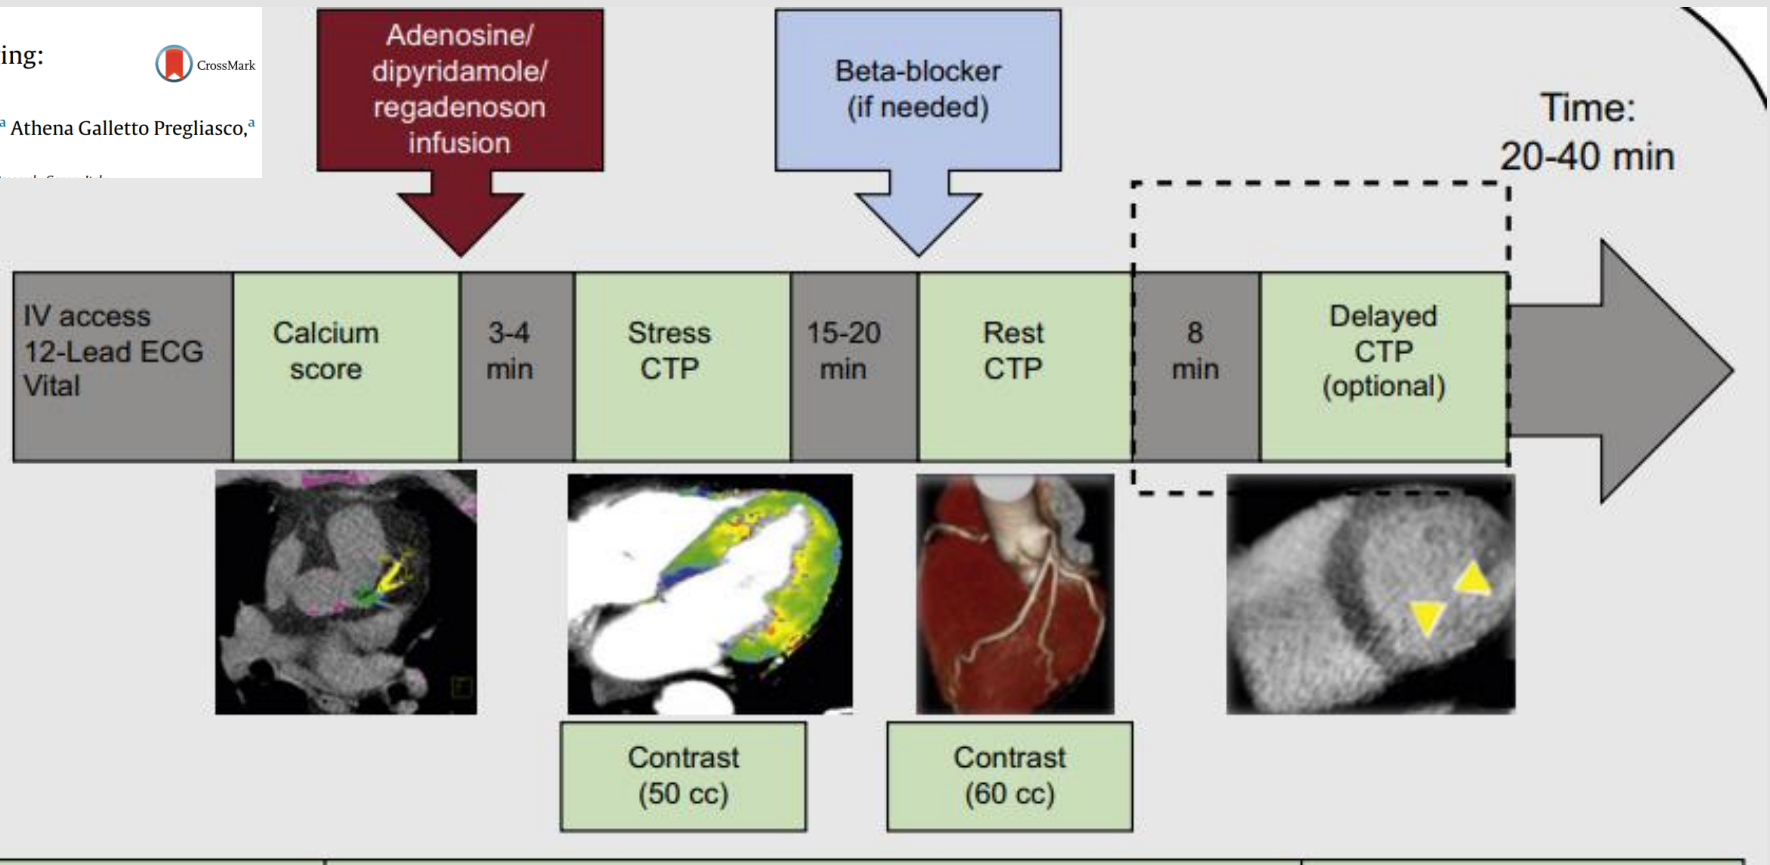 ing:
CrossMark
a Athena Galletto Pregliasco,a
Adenosine/
dipyridamole/
regadenoson
infusion
Beta-blocker
(if needed)
Time:
20-40 min
IV access
12-Lead ECG
Vital
Calcium
score
3-4
min
Stress
CTP
15-20
min
Rest
CTP
8
min
Delayed
CTP
(optional)
Contrast
(50 cc)
Contrast
(60 cc)